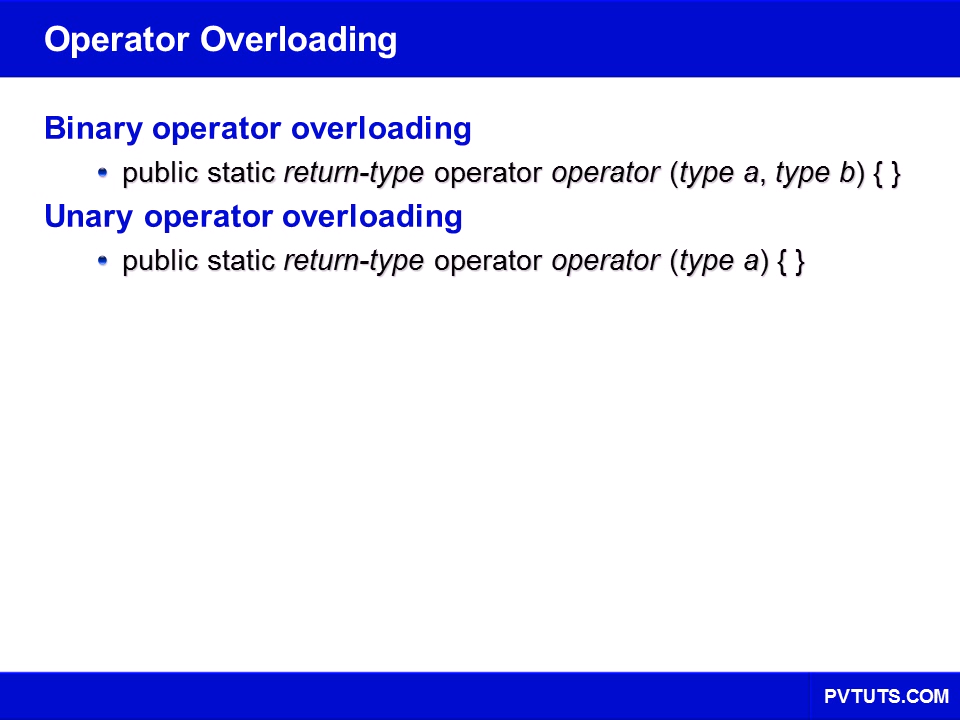 Operator Overloading
Binary operator overloading
• public static return-type operator operator (type a, type b) { }
Unary operator overloading
• public static return-type operator operator (type a) { }
PVTUTS.COM